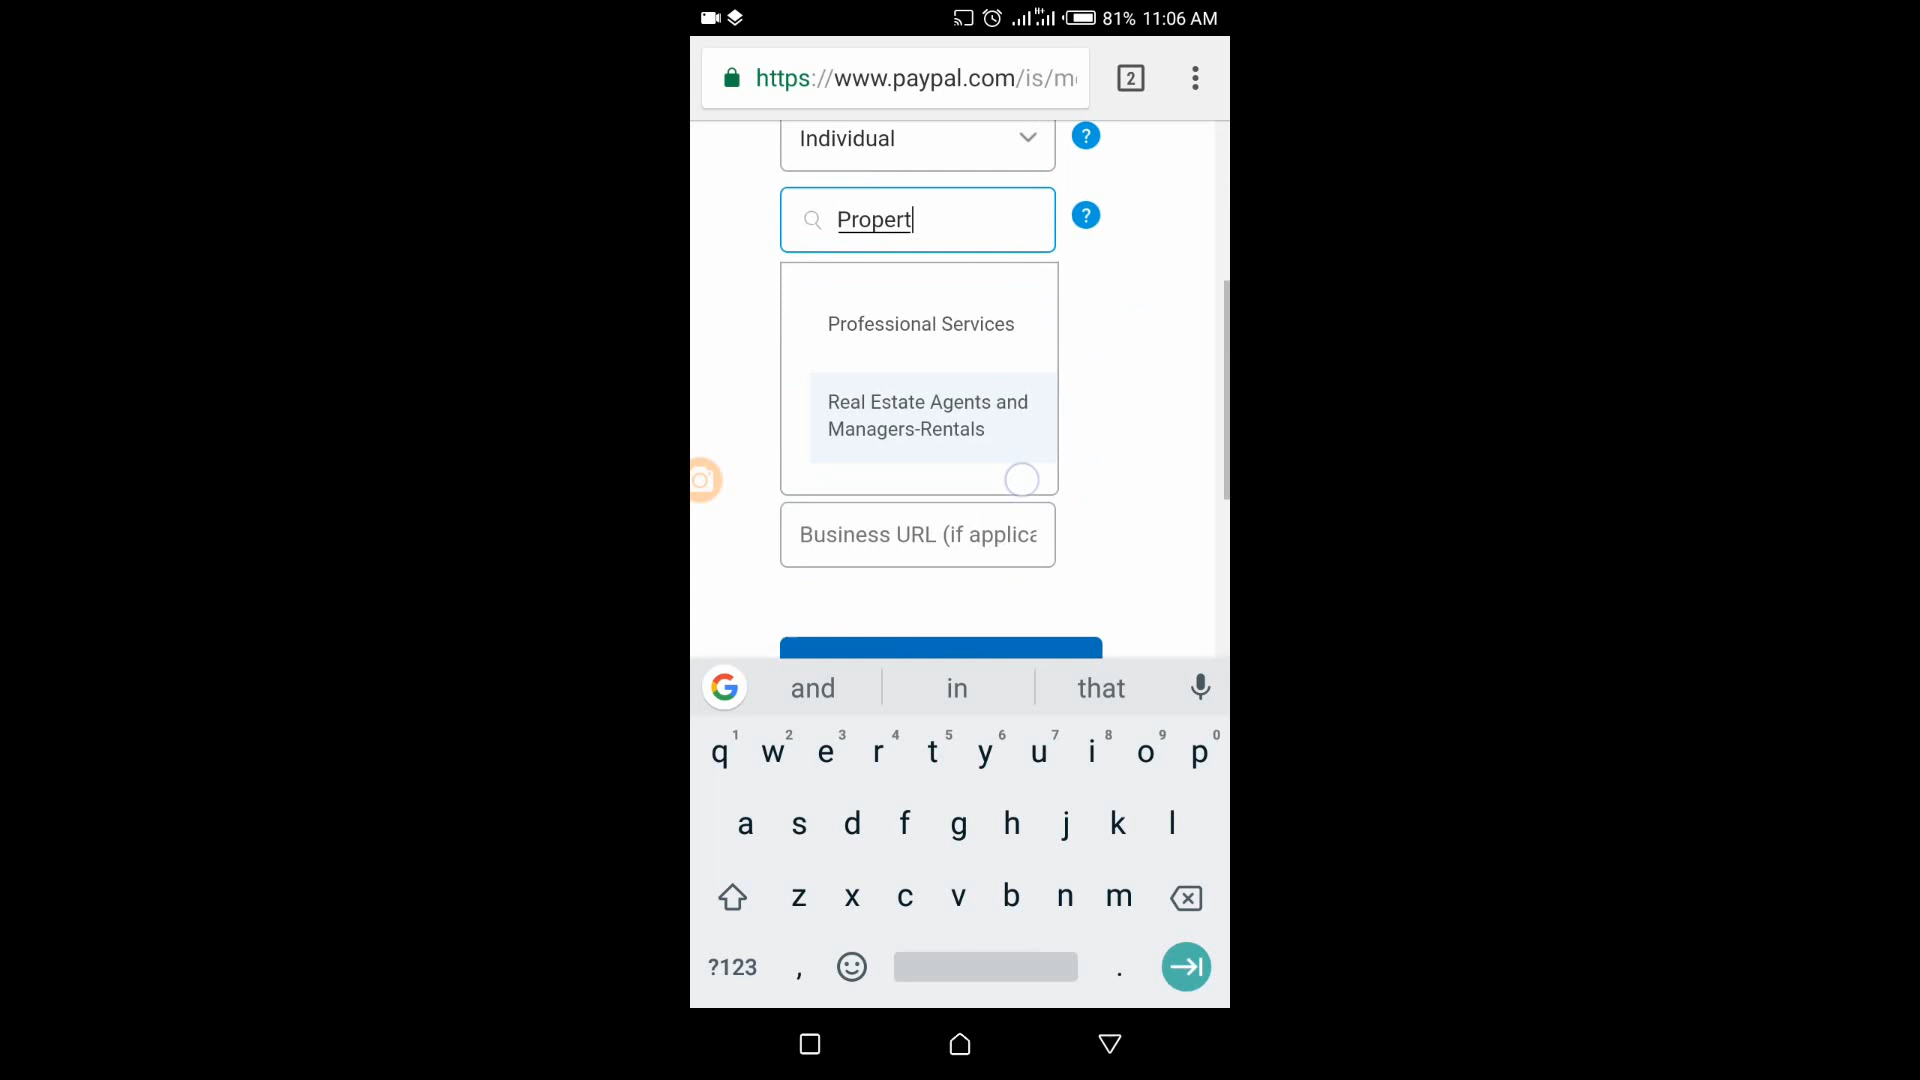 81% 11:06 AM
https://www.paypal.com/is/m
2
Individual
?
Propert
?
Professional Services
Real Estate Agents and
Managers-Rentals
Business URL (if applica
and in that
q1 w2 e3 r4 t5 y6 u7 i8 o9 p0
a s d f g h j k l
z x c v b n m
?123 , .